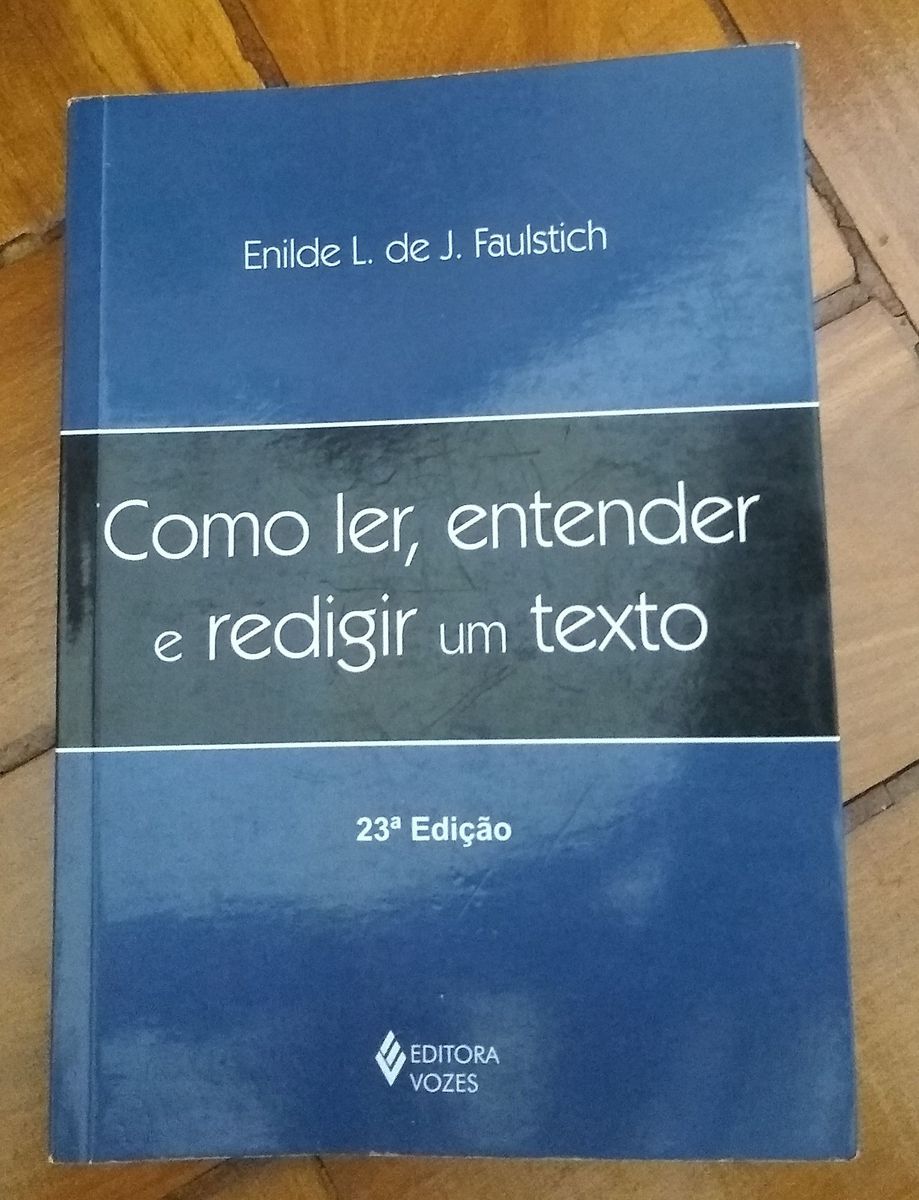 Enilde L. de J. Faulstich
Como ler, entender
e redigir um texto
23ª Edição
EDITORA
VOZES